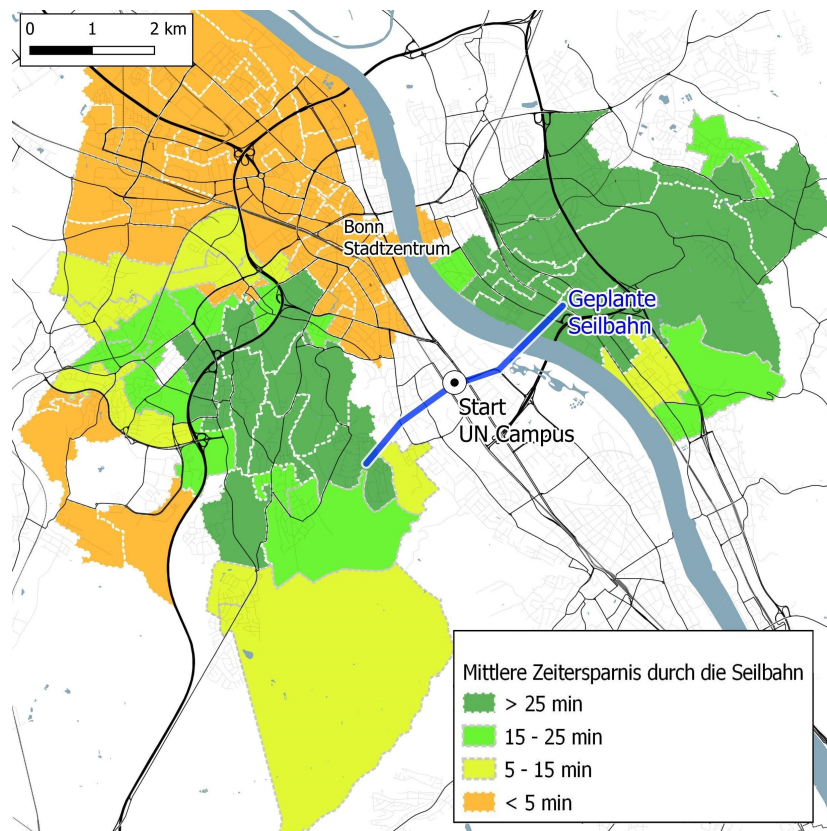 0 1 2 km
Bonn
Stadtzentrum
Geplante
Seilbahn
Start
UN Campus
Mittlere Zeitersparnis durch die Seilbahn
> 25 min
15 - 25 min
5 - 15 min
< 5 min